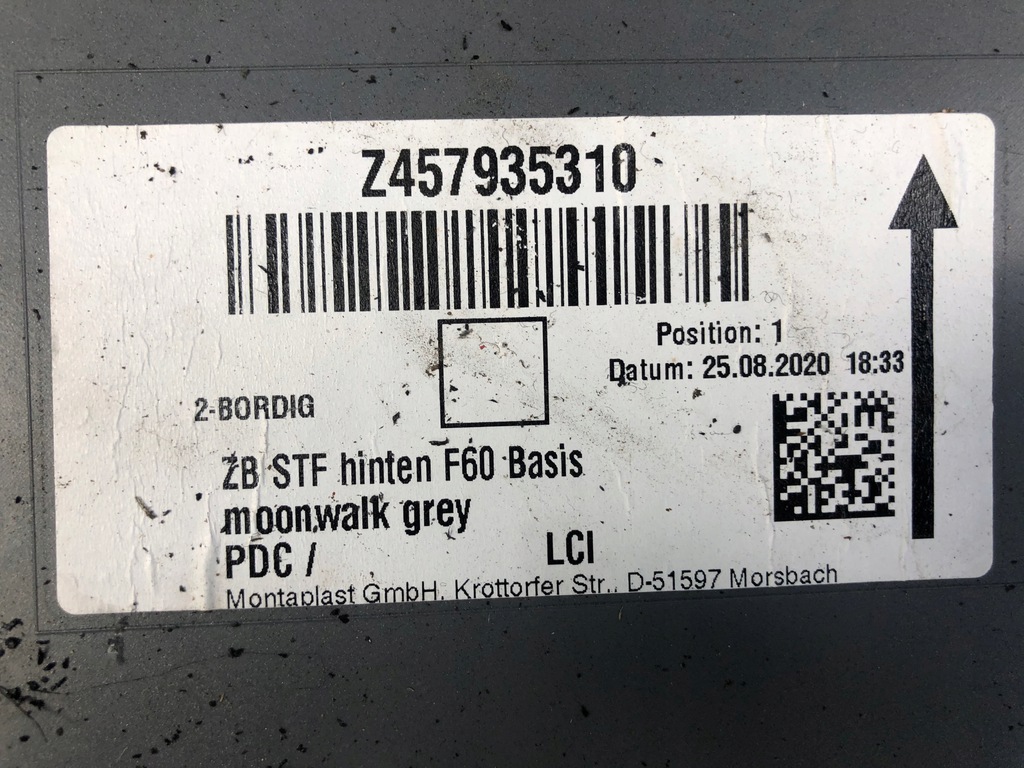 Z457935310
Position: 1
Datum: 25.08.2020 18:33
2-BORDIG
ZB STF hinten F60 Basis
moonwalk grey
PDC / LCI
Montaplast GmbH, Krottorfer Str., D-51597 Morsbach